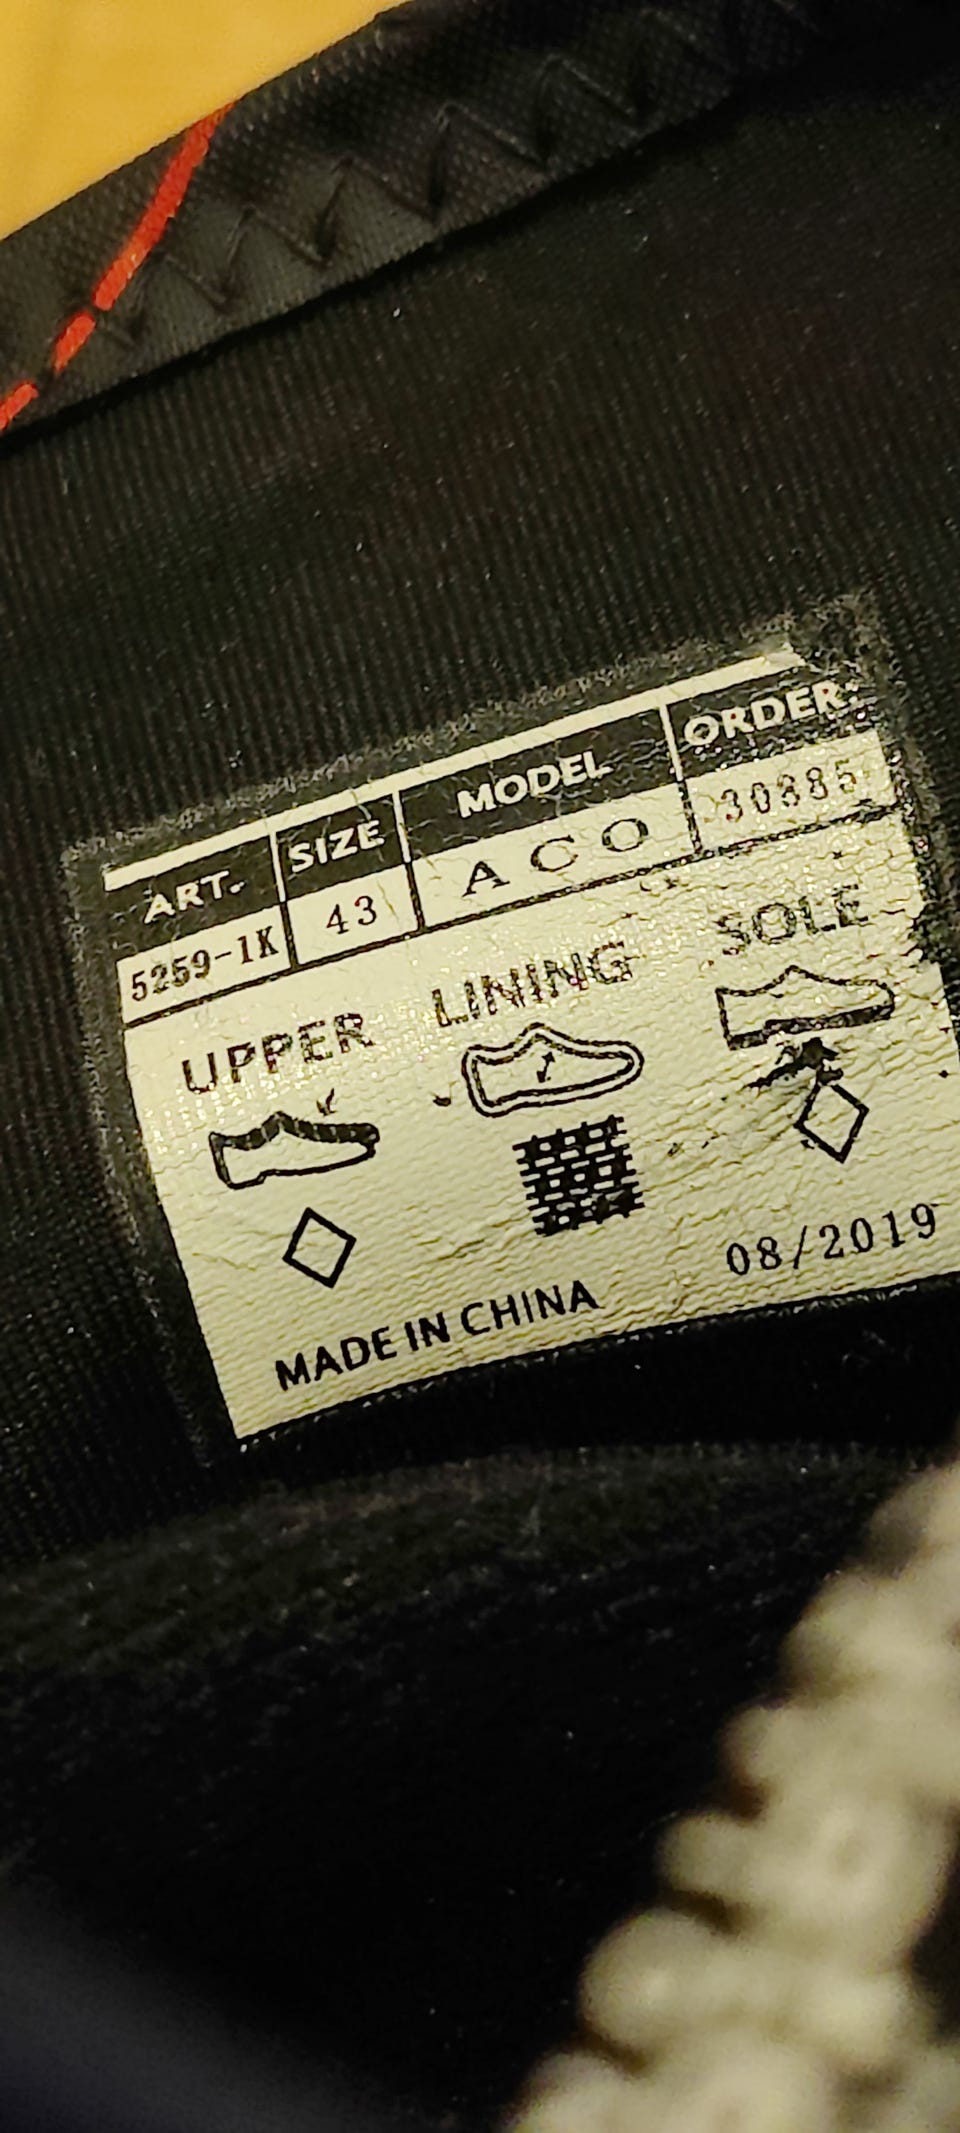 ART. SIZE MODEL ORDER:
5259-1K 43 ACO 30885
UPPER LINING SOLE
08/2019
MADE IN CHINA